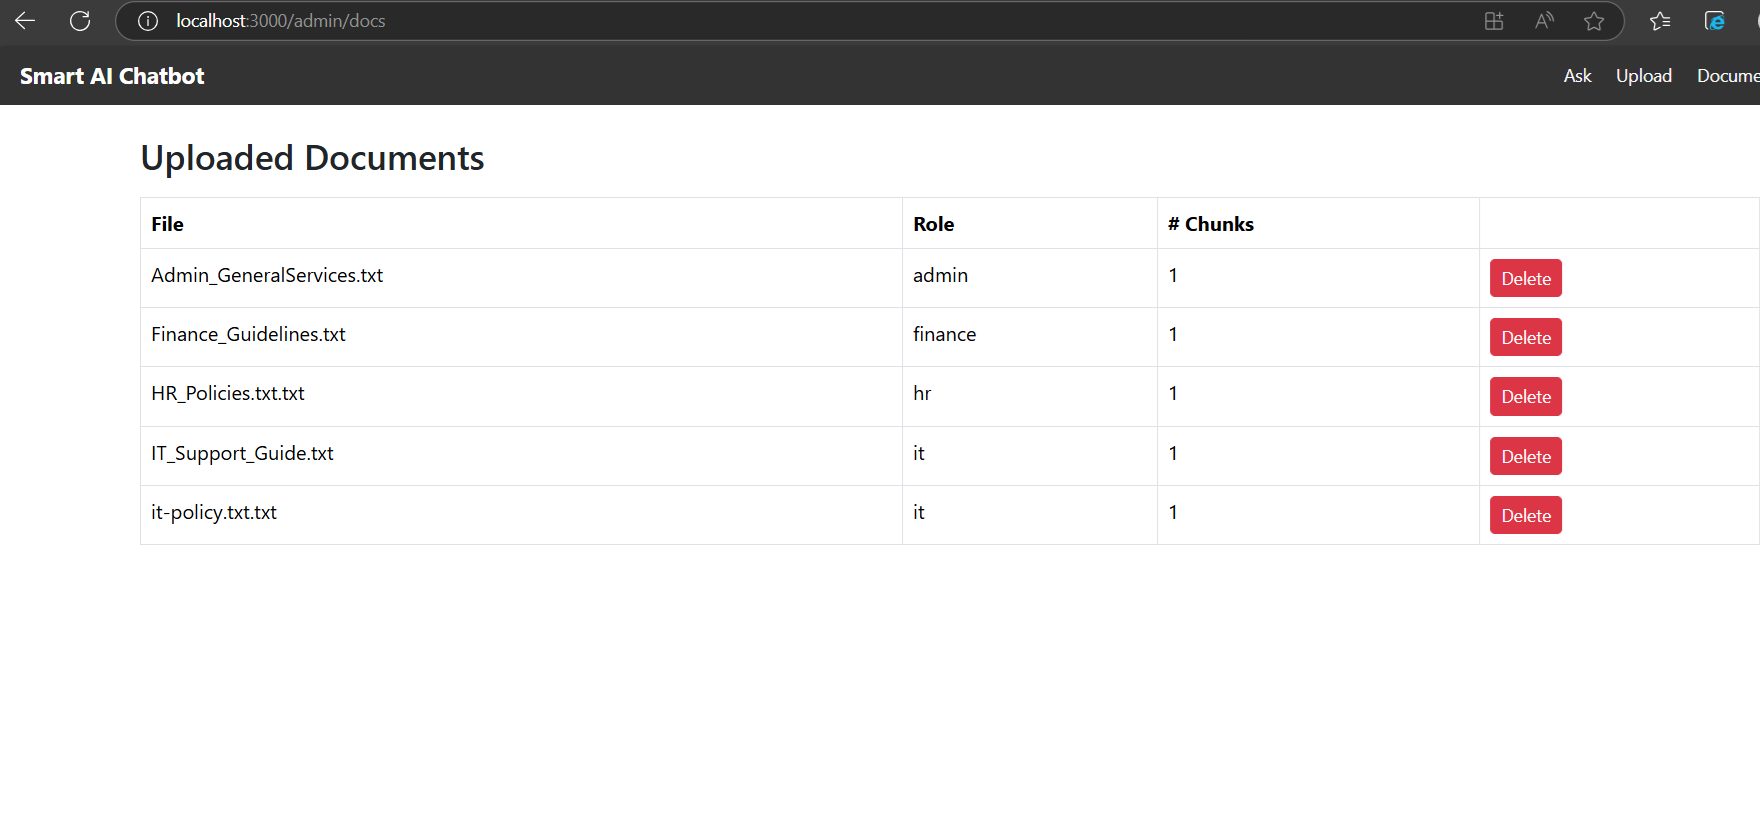 localhost:3000/admin/docs
Smart AI Chatbot Ask Upload Docume
Uploaded Documents
File Role # Chunks
Admin_GeneralServices.txt admin 1 Delete
Finance_Guidelines.txt finance 1 Delete
HR_Policies.txt.txt hr 1 Delete
IT_Support_Guide.txt it 1 Delete
it-policy.txt.txt it 1 Delete